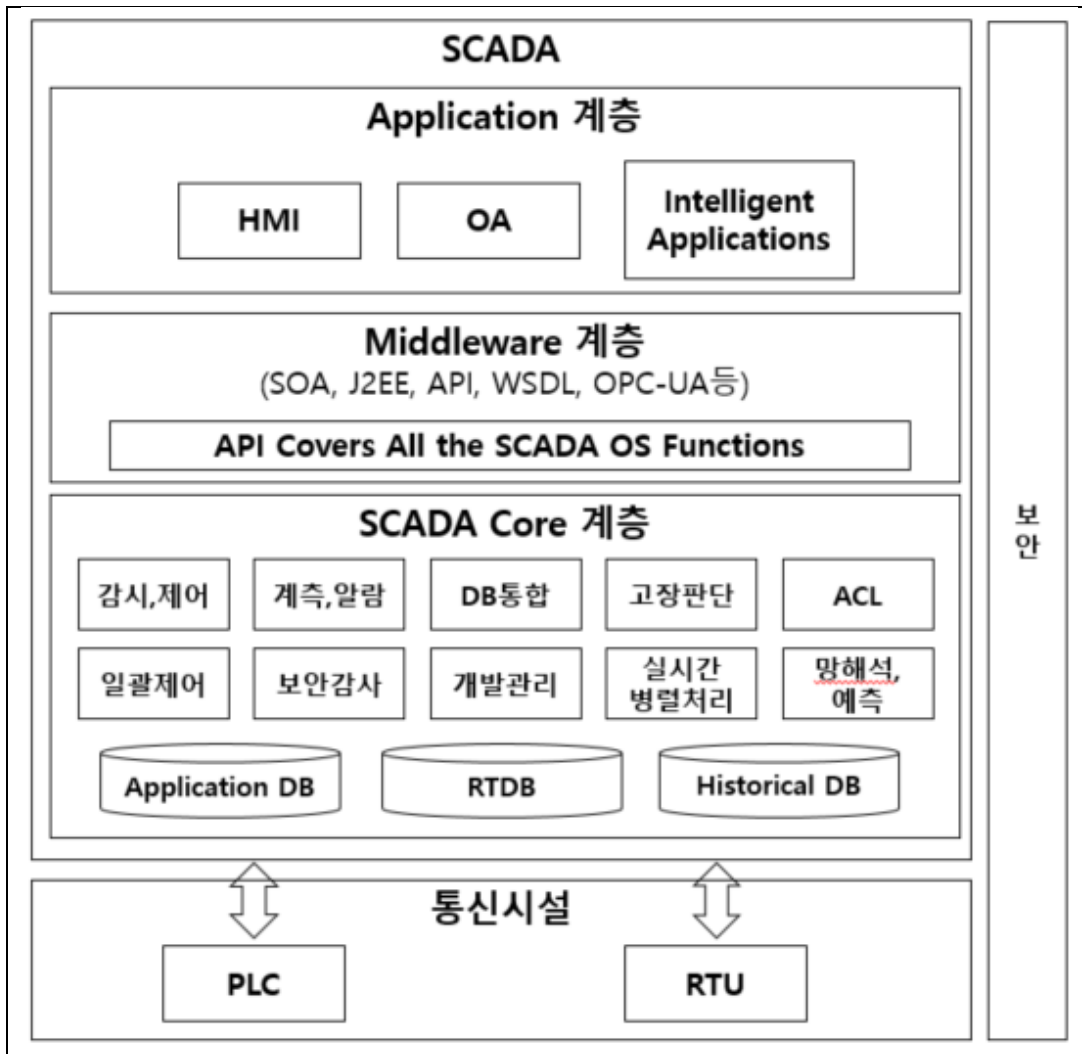 SCADA
Application 계층
HMI
OA
Intelligent
Applications
Middleware 계층
(SOA, J2EE, API, WSDL, OPC-UA등)
API Covers All the SCADA OS Functions
SCADA Core 계층
감시,제어
계측,알람
DB통합
고장판단
ACL
일괄제어
보안감사
개발관리
실시간
병렬처리
망해석,
예측
Application DB
RTDB
Historical DB
통신시설
PLC
RTU
보
안